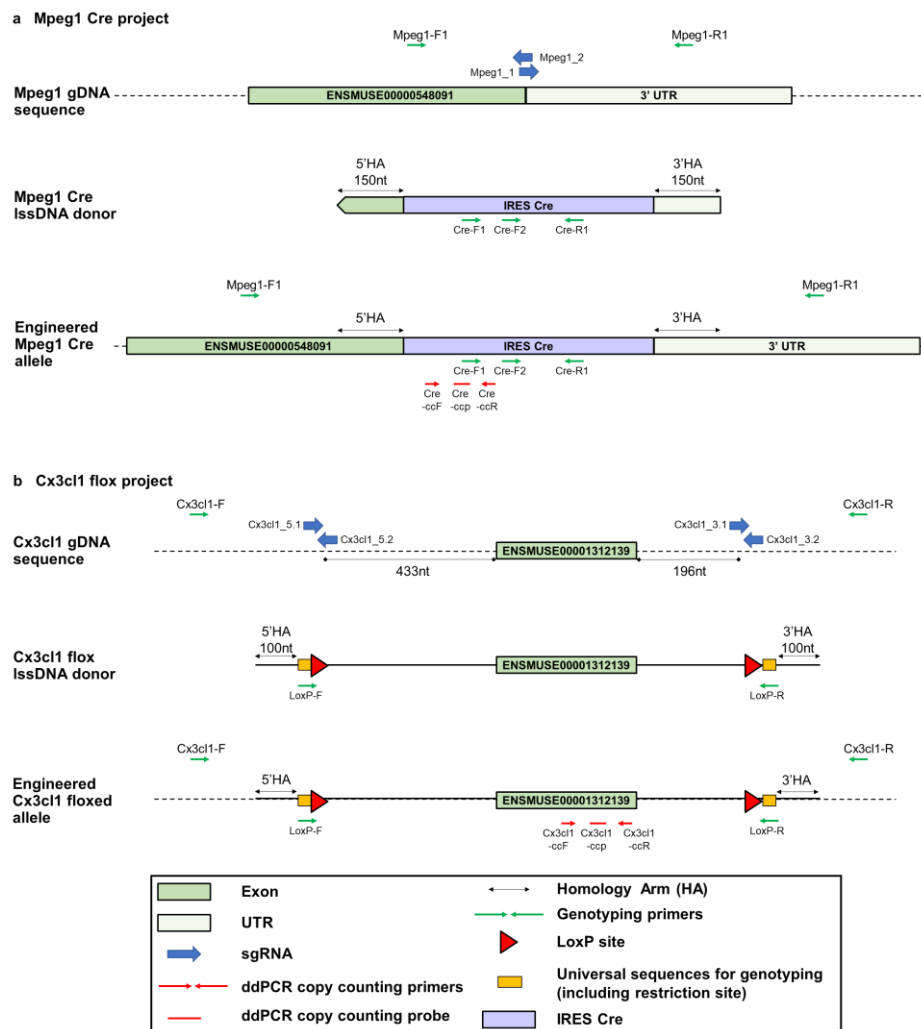 a Mpeg1 Cre project
Mpeg1-F1
Mpeg1-R1
Mpeg1_2
Mpeg1_1
Mpeg1 gDNA
sequence
ENSMUSE00000548091
3' UTR
5'HA
150nt
3'HA
150nt
Mpeg1 Cre
lssDNA donor
IRES Cre
Cre-F1
Cre-F2
Cre-R1
Mpeg1-F1
Mpeg1-R1
5'HA
3'HA
Engineered
Mpeg1 Cre
allele
ENSMUSE00000548091
IRES Cre
3' UTR
Cre-F1
Cre-F2
Cre-R1
Cre
-ccF
Cre
-ccp
Cre
-ccR
b Cx3cl1 flox project
Cx3cl1-F
Cx3cl1-R
Cx3cl1_5.1
Cx3cl1_3.1
Cx3cl1_5.2
Cx3cl1_3.2
Cx3cl1 gDNA
sequence
ENSMUSE00001312139
433nt
196nt
5'HA
100nt
3'HA
100nt
Cx3cl1 flox
lssDNA donor
ENSMUSE00001312139
LoxP-F
LoxP-R
Cx3cl1-F
Cx3cl1-R
5'HA
3'HA
Engineered
Cx3cl1 floxed
allele
ENSMUSE00001312139
LoxP-F
LoxP-R
Cx3cl1
-ccF
Cx3cl1
-ccp
Cx3cl1
-ccR
Exon
UTR
sgRNA
ddPCR copy counting primers
ddPCR copy counting probe
Homology Arm (HA)
Genotyping primers
LoxP site
Universal sequences for genotyping
(including restriction site)
IRES Cre